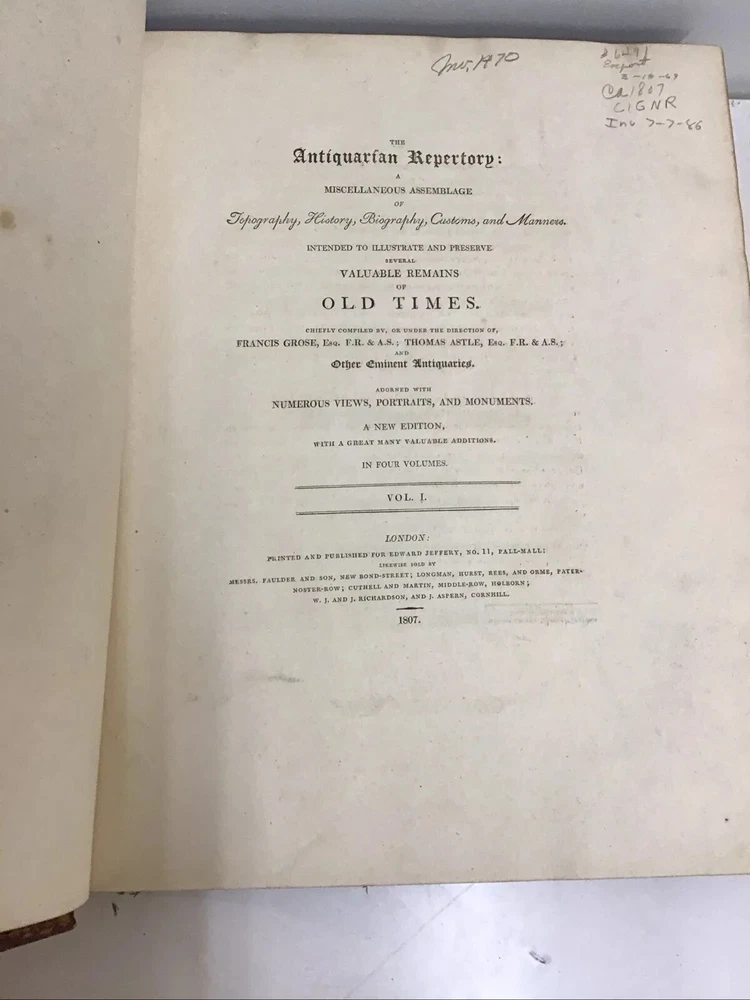 Inv. 1970
Export
2-10-69
Ca 1807
LIGNR
Inv 7-7-86
THE
Antiquarian Repertory:
A
MISCELLANEOUS ASSEMBLAGE
OF
Topography, History, Biography, Customs, and Manners.
INTENDED TO ILLUSTRATE AND PRESERVE
SEVERAL
VALUABLE REMAINS
OF
OLD TIMES.
CHIEFLY COMPILED BY, OR UNDER THE DIRECTION OF,
FRANCIS GROSE, ESQ. F.R. & A.S.; THOMAS ASTLE, ESQ. F.R. & A.S.;
AND
Other Eminent Antiquaries.
ADORNED WITH
NUMEROUS VIEWS, PORTRAITS, AND MONUMENTS.
A NEW EDITION,
WITH A GREAT MANY VALUABLE ADDITIONS.
IN FOUR VOLUMES.
VOL. I.
LONDON:
PRINTED AND PUBLISHED FOR EDWARD JEFFERY, NO. 11, PALL-MALL:
LIKEWISE SOLD BY
MESSRS. FAULDER AND SON, NEW BOND-STREET; LONGMAN, HURST, REES, AND ORME, PATER-
NOSTER-ROW; CUTHELL AND MARTIN, MIDDLE-ROW, HOLBORN;
W. J. AND J. RICHARDSON, AND J. ASPERN, CORNHILL.
1807.